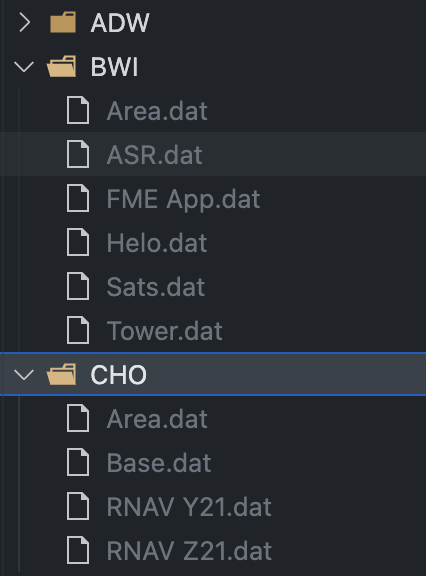 ADW
BWI
Area.dat
ASR.dat
FME App.dat
Helo.dat
Sats.dat
Tower.dat
CHO
Area.dat
Base.dat
RNAV Y21.dat
RNAV Z21.dat